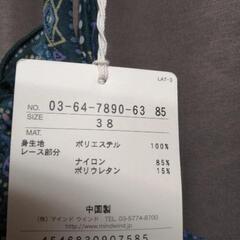 LAT-3
NO. 03-64-7890-63 85
SIZE 38
MAT.
身生地 ポリエステル 100%
レース部分
ナイロン 85%
ポリウレタン 15%
中国製
(株) マインド ウインド TEL. 03-5774-8700
http://www.mindwind.jp